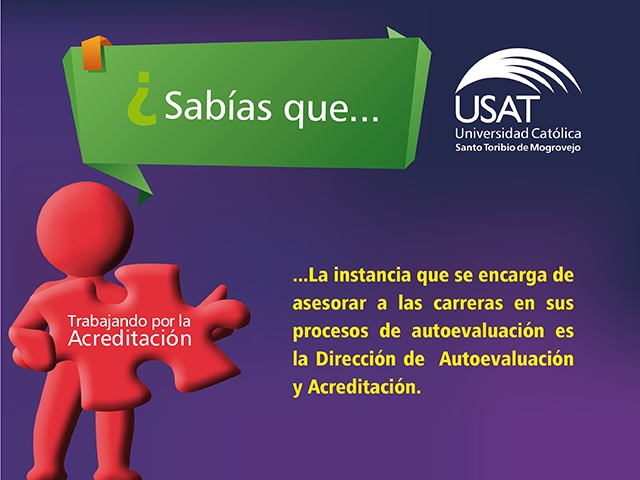 ¿Sabías que...
USAT
Universidad Católica
Santo Toribio de Mogrovejo
...La instancia que se encarga de
asesorar a las carreras en sus
procesos de autoevaluación es
la Dirección de Autoevaluación
y Acreditación.
Trabajando por la
Acreditación